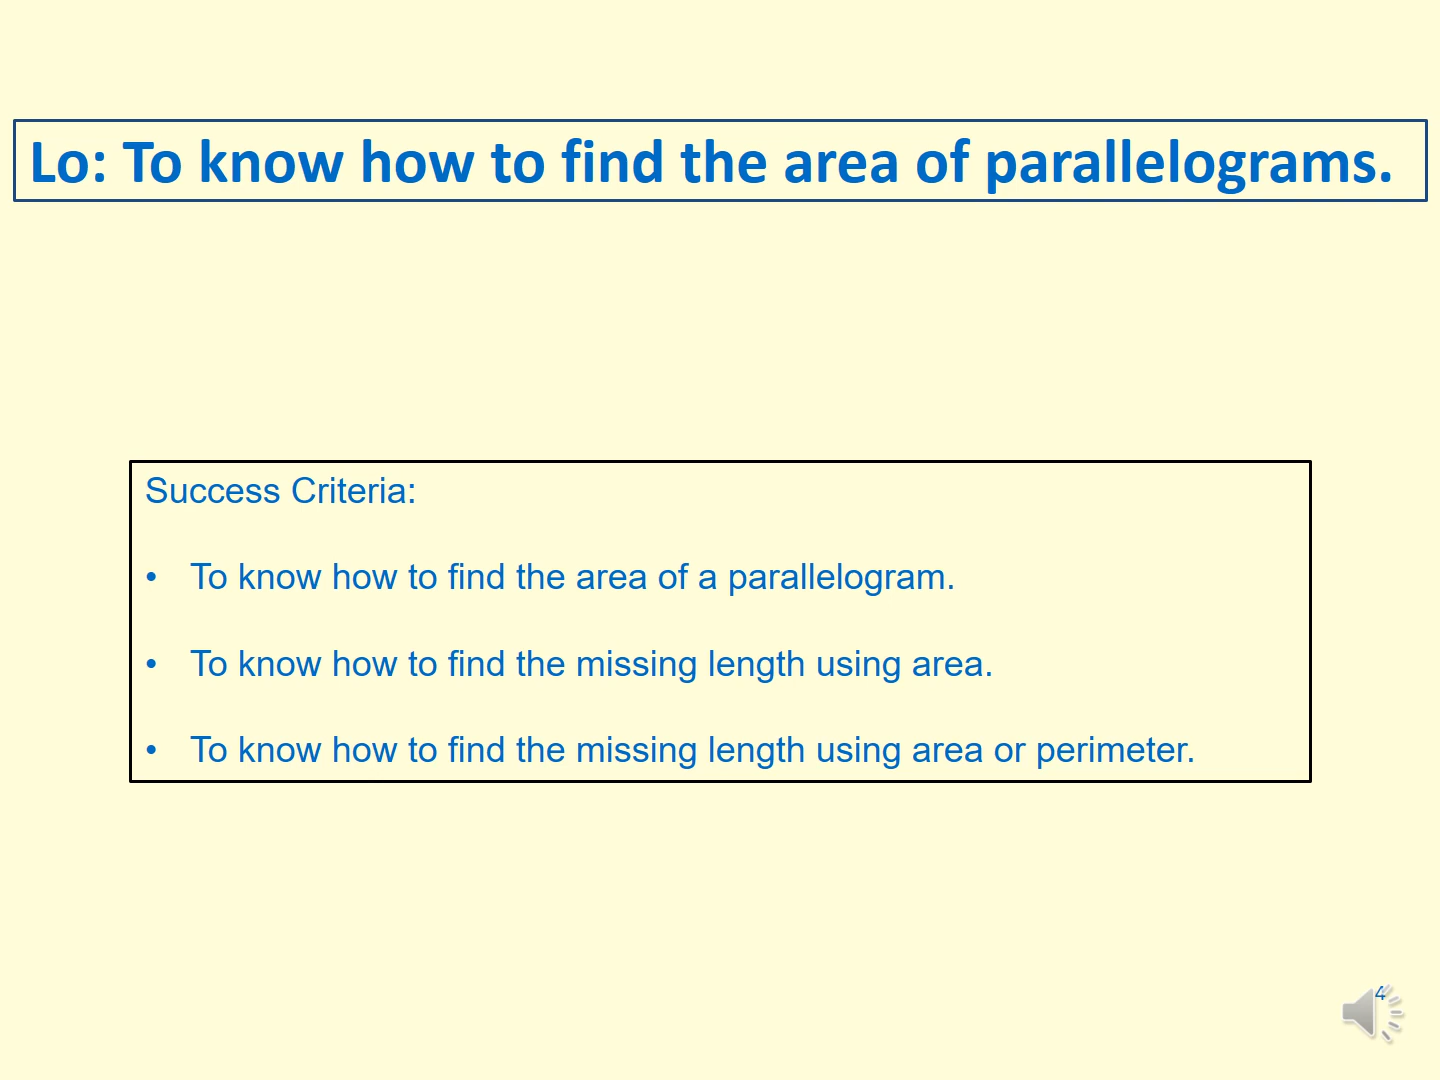 Lo: To know how to find the area of parallelograms.
Success Criteria:
• To know how to find the area of a parallelogram.
• To know how to find the missing length using area.
• To know how to find the missing length using area or perimeter.
4